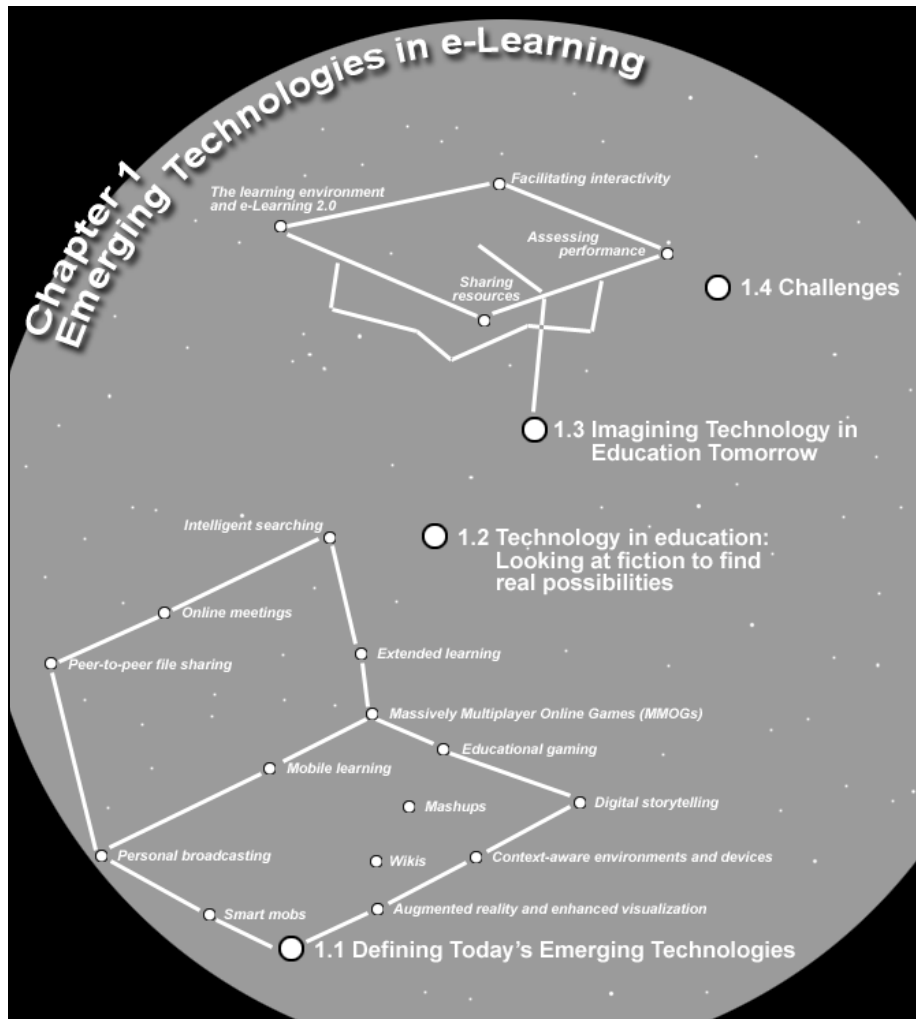 Chapter 1
Emerging Technologies in e-Learning
Facilitating interactivity
The learning environment
and e-Learning 2.0
Assessing
performance
Sharing
resources
1.4 Challenges
1.3 Imagining Technology in
Education Tomorrow
Intelligent searching
1.2 Technology in education:
Looking at fiction to find
real possibilities
Online meetings
Peer-to-peer file sharing
Extended learning
Massively Multiplayer Online Games (MMOGs)
Educational gaming
Mobile learning
Mashups
Digital storytelling
Personal broadcasting
Wikis
Context-aware environments and devices
Smart mobs
Augmented reality and enhanced visualization
1.1 Defining Today's Emerging Technologies